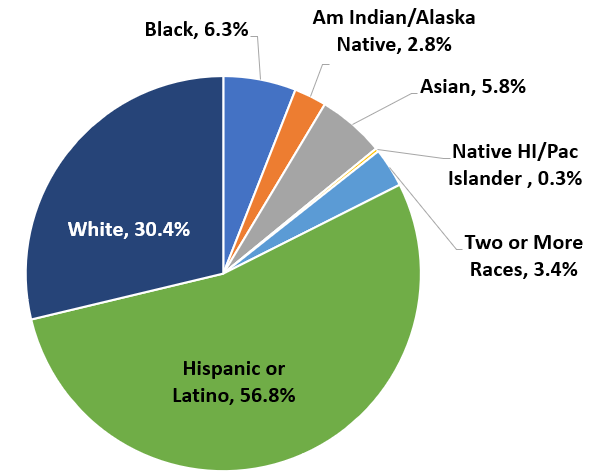 Black, 6.3%
Am Indian/Alaska
Native, 2.8%
Asian, 5.8%
Native HI/Pac
Islander , 0.3%
Two or More
Races, 3.4%
Hispanic or
Latino, 56.8%
White, 30.4%